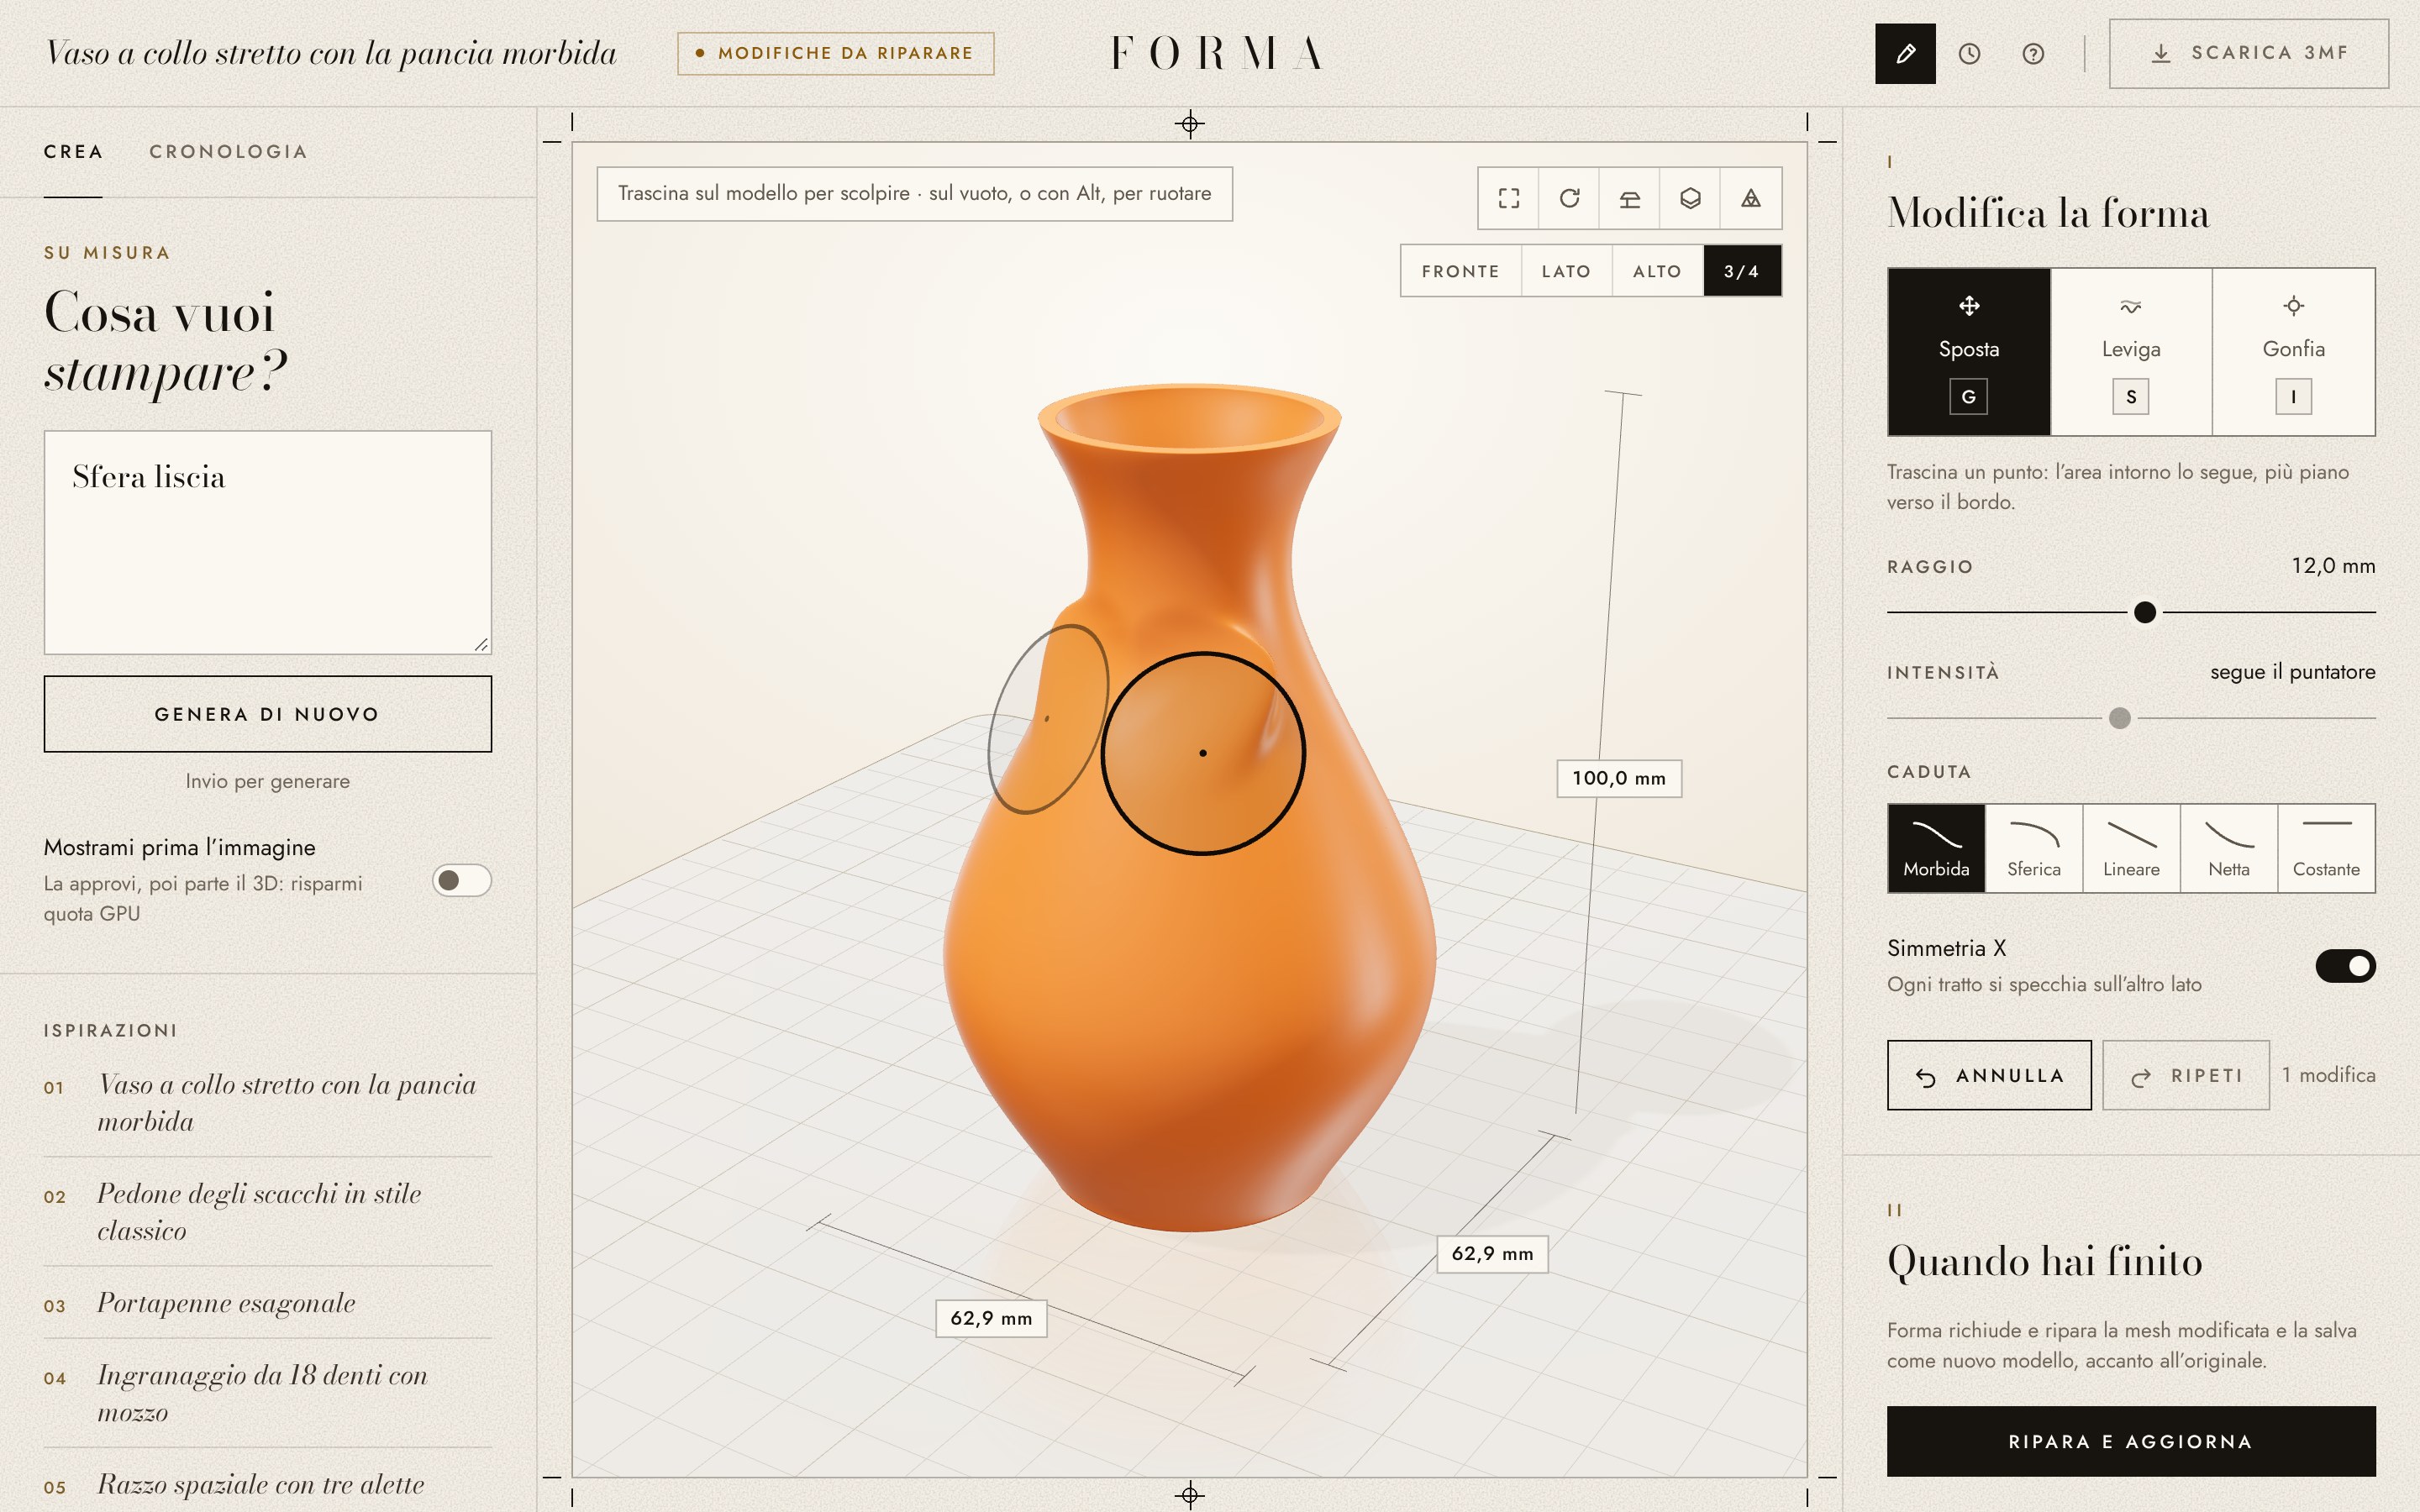 Vaso a collo stretto con la pancia morbida
MODIFICHE DA RIPARARE
FORMA
SCARICA 3MF
CREA
CRONOLOGIA
SU MISURA
Cosa vuoi
stampare?
Sfera liscia
GENERA DI NUOVO
Invio per generare
Mostrami prima l’immagine
La approvi, poi parte il 3D: risparmi
quota GPU
ISPIRAZIONI
01 Vaso a collo stretto con la pancia
morbida
02 Pedone degli scacchi in stile
classico
03 Portapenne esagonale
04 Ingranaggio da 18 denti con
mozzo
05 Razzo spaziale con tre alette
Trascina sul modello per scolpire · sul vuoto, o con Alt, per ruotare
FRONTE
LATO
ALTO
3/4
100,0 mm
62,9 mm
62,9 mm
I
Modifica la forma
Sposta
G
Leviga
S
Gonfia
I
Trascina un punto: l’area intorno lo segue, più piano
verso il bordo.
RAGGIO
12,0 mm
INTENSITÀ
segue il puntatore
CADUTA
Morbida
Sferica
Lineare
Netta
Costante
Simmetria X
Ogni tratto si specchia sull’altro lato
ANNULLA
RIPETI
1 modifica
II
Quando hai finito
Forma richiude e ripara la mesh modificata e la salva
come nuovo modello, accanto all’originale.
RIPARA E AGGIORNA